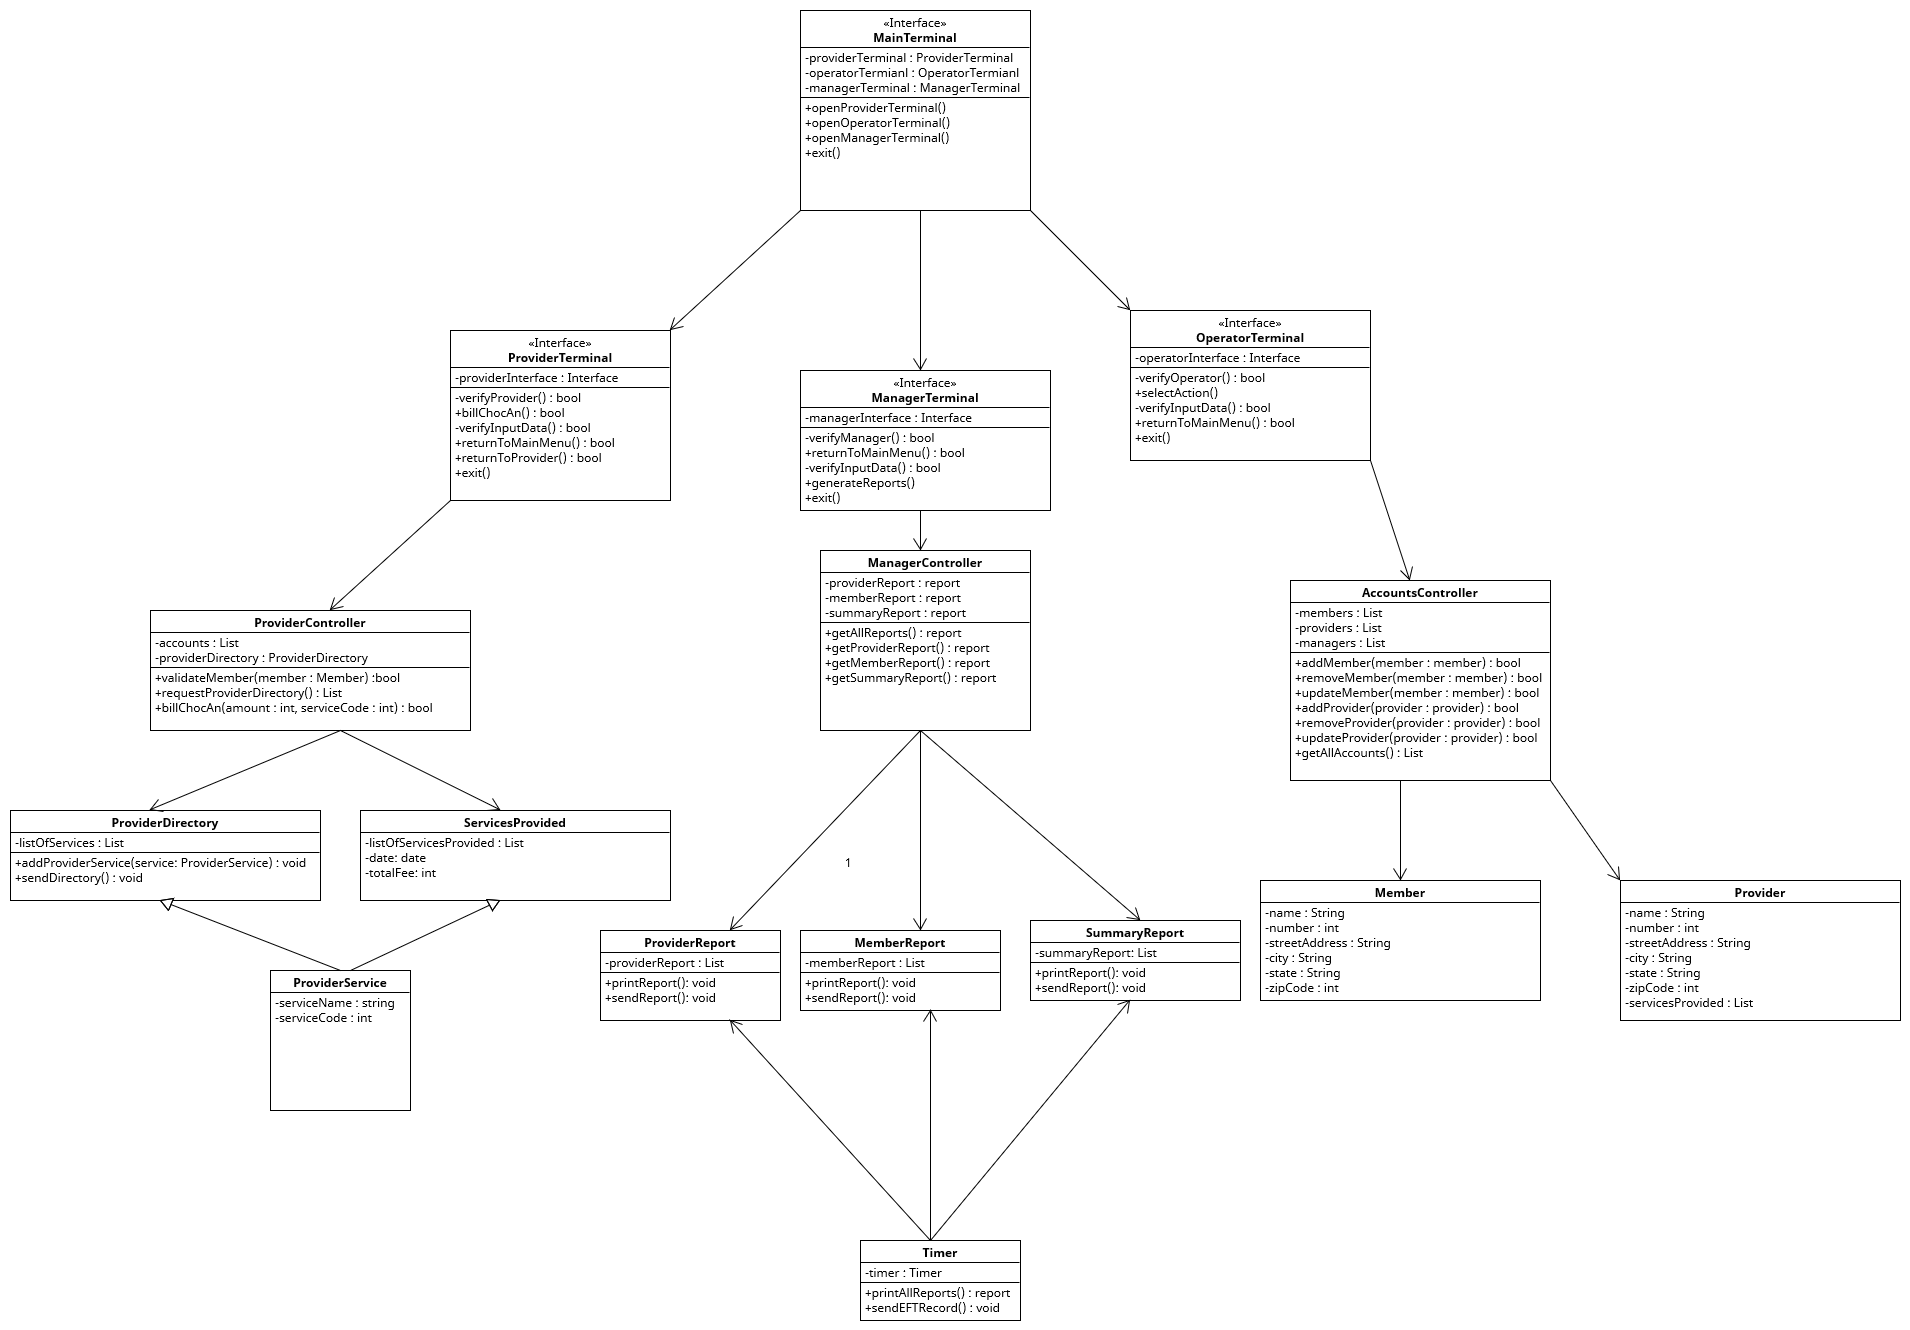 «Interface»
MainTerminal
-providerTerminal : ProviderTerminal
-operatorTermianl : OperatorTermianl
-managerTerminal : ManagerTerminal
+openProviderTerminal()
+openOperatorTerminal()
+openManagerTerminal()
+exit()
«Interface»
ProviderTerminal
-providerInterface : Interface
-verifyProvider() : bool
+billChocAn() : bool
-verifyInputData() : bool
+returnToMainMenu() : bool
+returnToProvider() : bool
+exit()
«Interface»
ManagerTerminal
-managerInterface : Interface
-verifyManager() : bool
+returnToMainMenu() : bool
-verifyInputData() : bool
+generateReports()
+exit()
«Interface»
OperatorTerminal
-operatorInterface : Interface
-verifyOperator() : bool
+selectAction()
-verifyInputData() : bool
+returnToMainMenu() : bool
+exit()
ProviderController
-accounts : List
-providerDirectory : ProviderDirectory
+validateMember(member : Member) :bool
+requestProviderDirectory() : List
+billChocAn(amount : int, serviceCode : int) : bool
ManagerController
-providerReport : report
-memberReport : report
-summaryReport : report
+getAllReports() : report
+getProviderReport() : report
+getMemberReport() : report
+getSummaryReport() : report
AccountsController
-members : List
-providers : List
-managers : List
+addMember(member : member) : bool
+removeMember(member : member) : bool
+updateMember(member : member) : bool
+addProvider(provider : provider) : bool
+removeProvider(provider : provider) : bool
+updateProvider(provider : provider) : bool
+getAllAccounts() : List
ProviderDirectory
-listOfServices : List
+addProviderService(service: ProviderService) : void
+sendDirectory() : void
ServicesProvided
-listOfServicesProvided : List
-date: date
-totalFee: int
1
ProviderService
-serviceName : string
-serviceCode : int
ProviderReport
-providerReport : List
+printReport(): void
+sendReport(): void
MemberReport
-memberReport : List
+printReport(): void
+sendReport(): void
SummaryReport
-summaryReport: List
+printReport(): void
+sendReport(): void
Member
-name : String
-number : int
-streetAddress : String
-city : String
-state : String
-zipCode : int
Provider
-name : String
-number : int
-streetAddress : String
-city : String
-state : String
-zipCode : int
-servicesProvided : List
Timer
-timer : Timer
+printAllReports() : report
+sendEFTRecord() : void